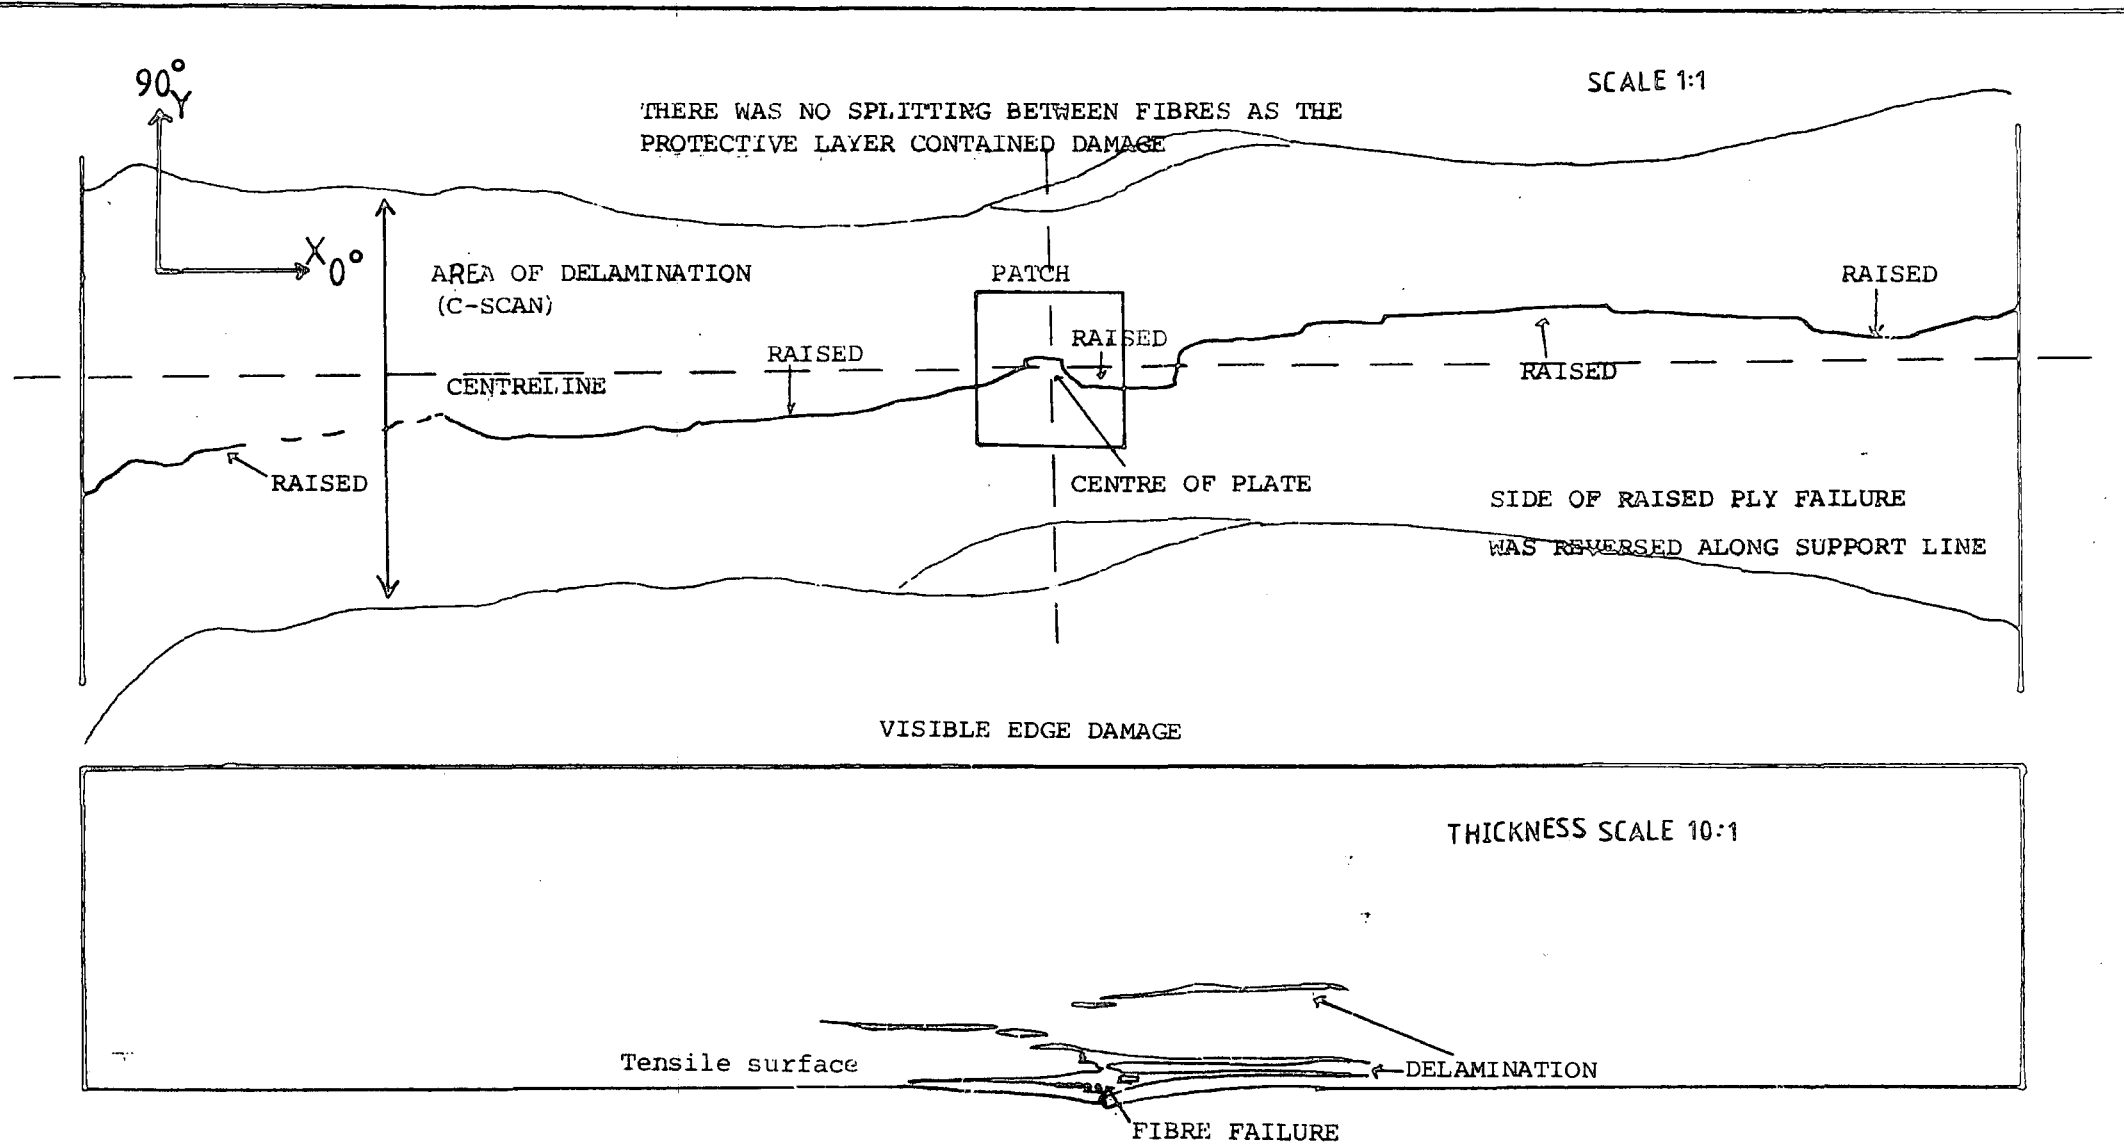 SCALE 1:1
90°
Y
THERE WAS NO SPLITTING BETWEEN FIBRES AS THE
PROTECTIVE LAYER CONTAINED DAMAGE
X
0°
AREA OF DELAMINATION
(C-SCAN)
PATCH
RAISED
RAISED
RAISED
RAISED
CENTRELINE
RAISED
CENTRE OF PLATE
SIDE OF RAISED PLY FAILURE
WAS REVERSED ALONG SUPPORT LINE
VISIBLE EDGE DAMAGE
THICKNESS SCALE 10:1
Tensile surface
DELAMINATION
FIBRE FAILURE